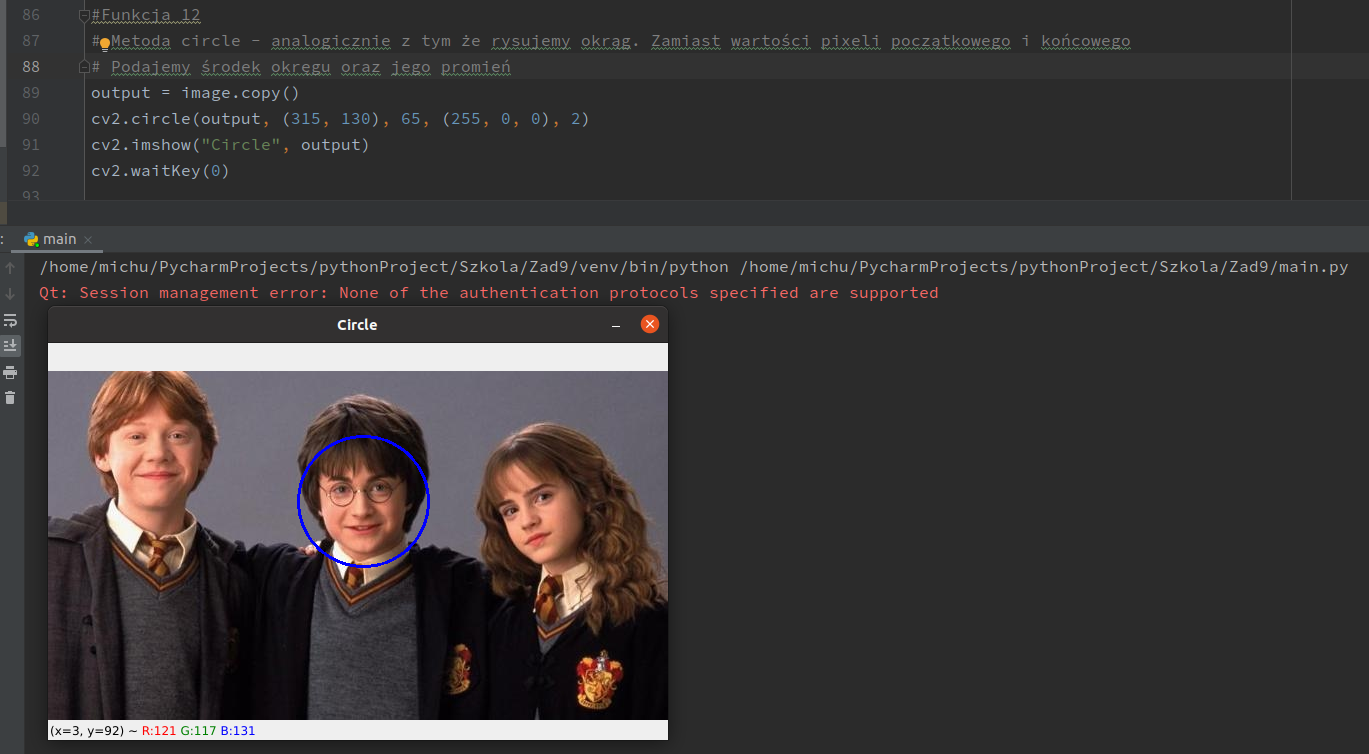 86 #Funkcja 12
87 # Metoda circle - analogicznie z tym że rysujemy okrąg. Zamiast wartości pixeli początkowego i końcowego
88 # Podajemy środek okręgu oraz jego promień
89 output = image.copy()
90 cv2.circle(output, (315, 130), 65, (255, 0, 0), 2)
91 cv2.imshow("Circle", output)
92 cv2.waitKey(0)
93
: main
/home/michu/PycharmProjects/pythonProject/Szkola/Zad9/venv/bin/python /home/michu/PycharmProjects/pythonProject/Szkola/Zad9/main.py
Qt: Session management error: None of the authentication protocols specified are supported
Circle
(x=3, y=92) ~ R:121 G:117 B:131